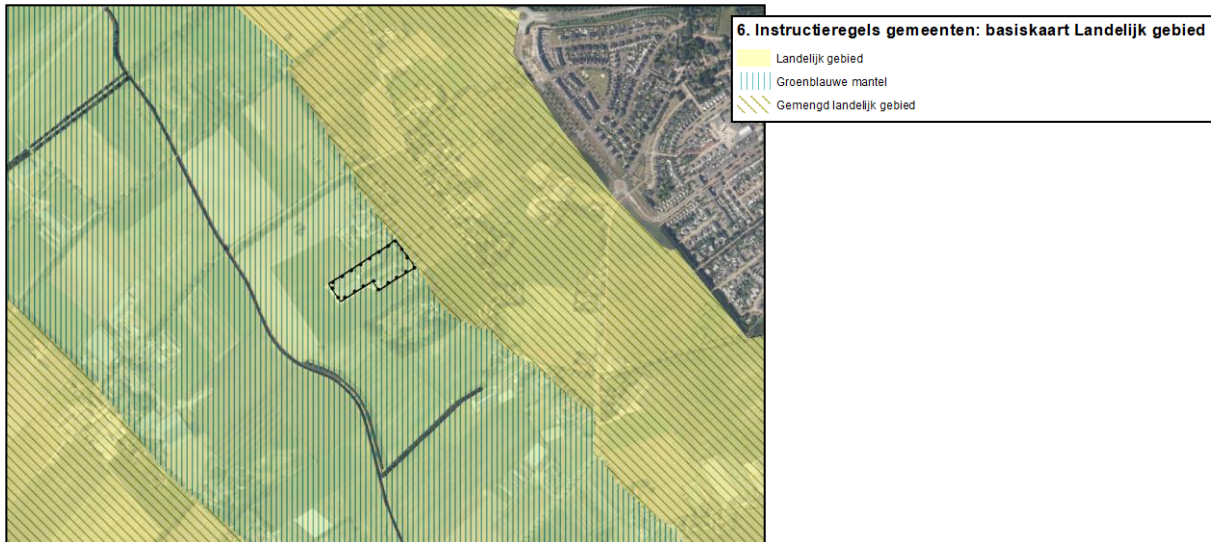 6. Instructieregels gemeenten: basiskaart Landelijk gebied
Landelijk gebied
Groenblauwe mantel
Gemengd landelijk gebied